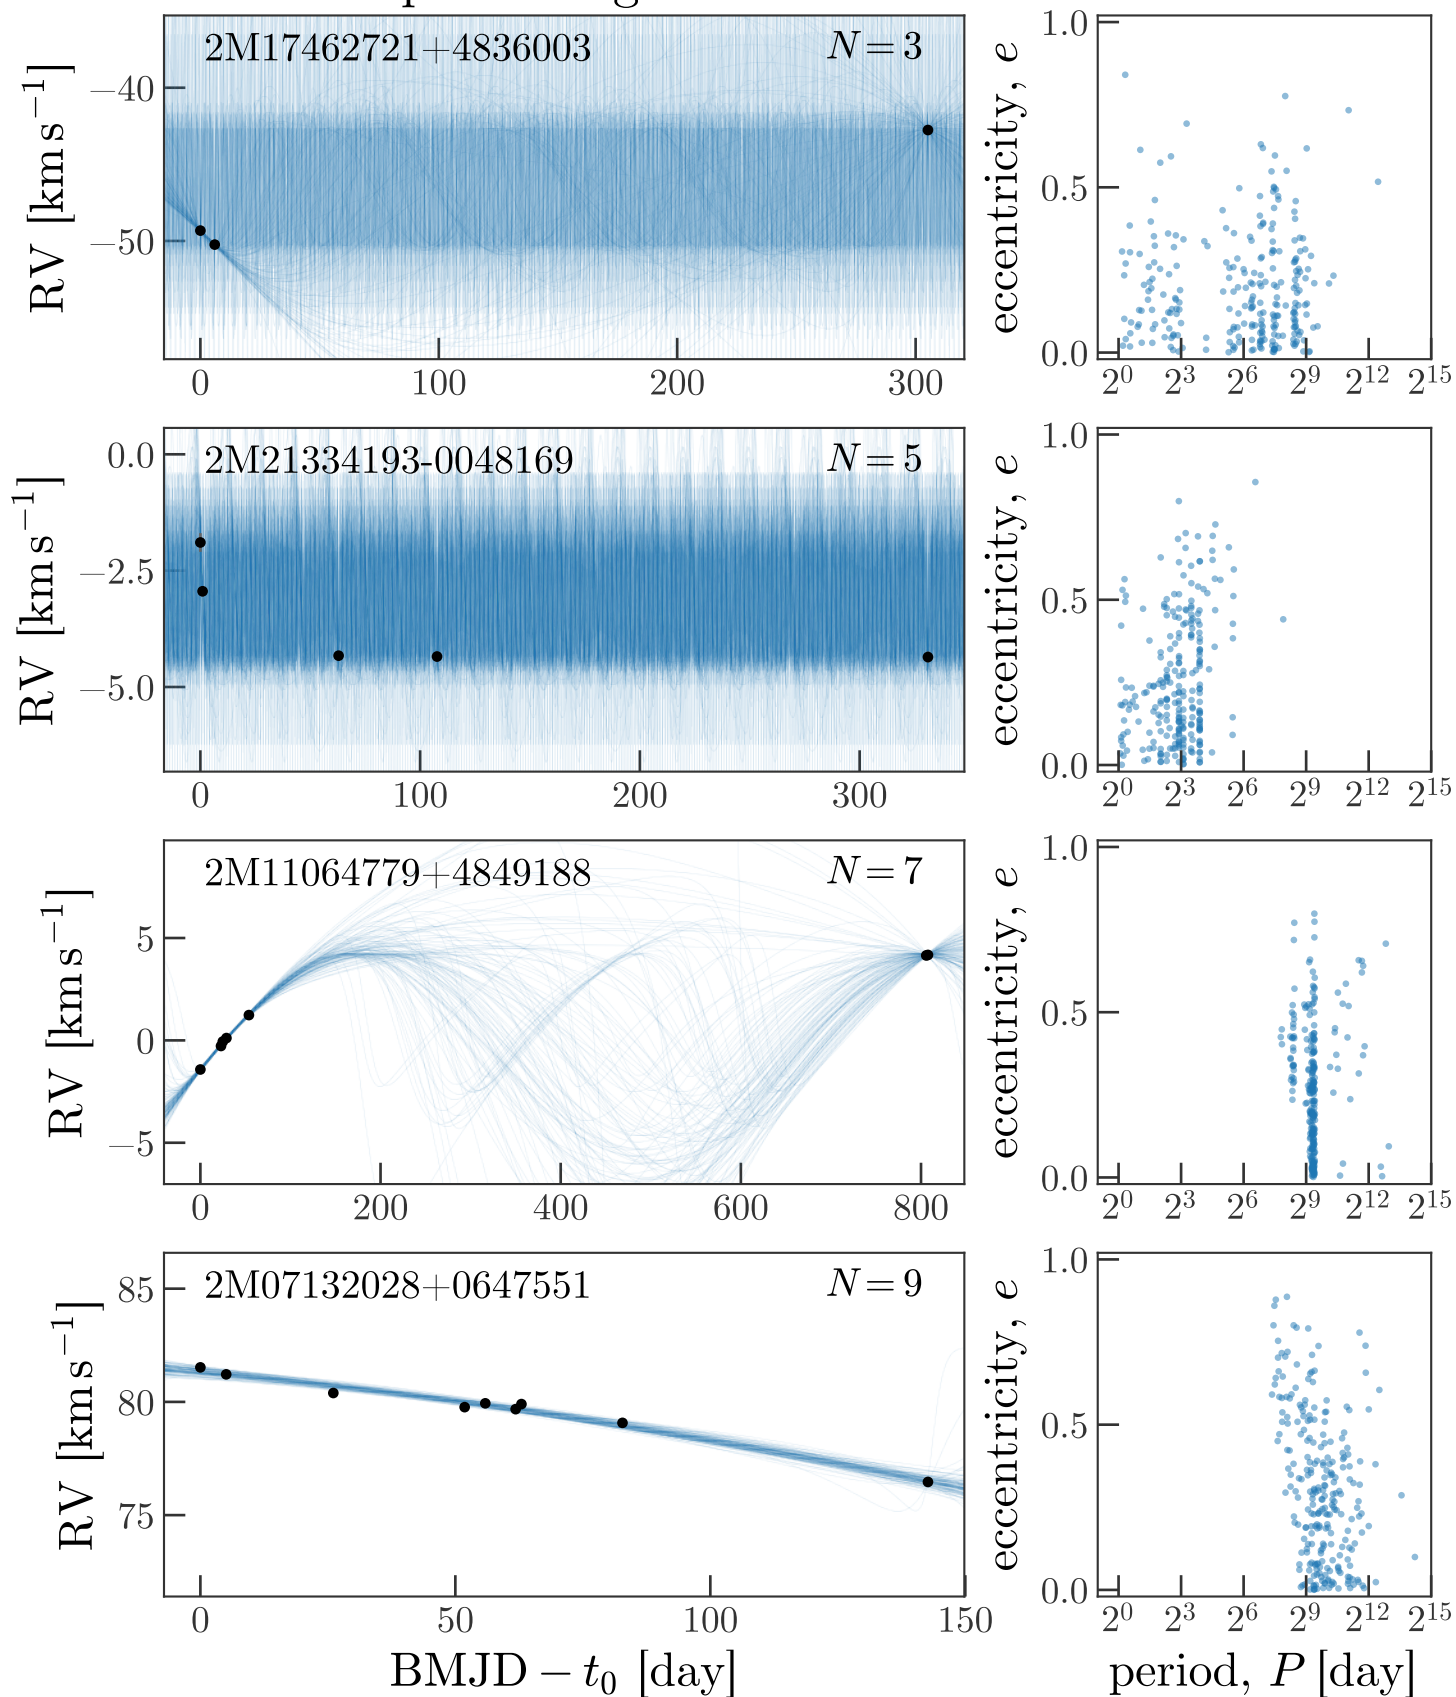 2M17462721+4836003
N = 3
RV [km s⁻¹]
−40
−50
0 100 200 300
eccentricity, e
1.0
0.5
0.0
2⁰ 2³ 2⁶ 2⁹ 2¹² 2¹⁵
2M21334193-0048169
N = 5
RV [km s⁻¹]
0.0
−2.5
−5.0
0 100 200 300
eccentricity, e
1.0
0.5
0.0
2⁰ 2³ 2⁶ 2⁹ 2¹² 2¹⁵
2M11064779+4849188
N = 7
RV [km s⁻¹]
5
0
−5
0 200 400 600 800
eccentricity, e
1.0
0.5
0.0
2⁰ 2³ 2⁶ 2⁹ 2¹² 2¹⁵
2M07132028+0647551
N = 9
RV [km s⁻¹]
85
80
75
0 50 100 150
BMJD − t₀ [day]
eccentricity, e
1.0
0.5
0.0
2⁰ 2³ 2⁶ 2⁹ 2¹² 2¹⁵
period, P [day]